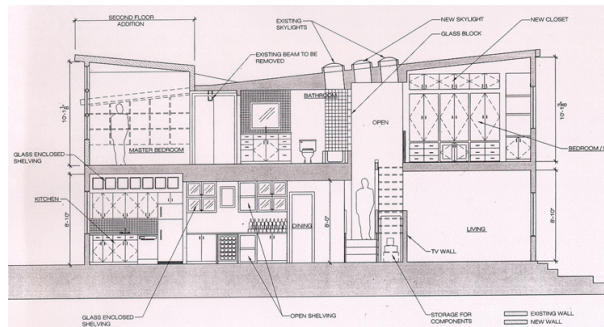 SECOND FLOOR
ADDITION
EXISTING
SKYLIGHTS
NEW SKYLIGHT
GLASS BLOCK
NEW CLOSET
EXISTING BEAM TO BE
REMOVED
BATHROOM
OPEN
MASTER BEDROOM
BEDROOM /
GLASS ENCLOSED
SHELVING
KITCHEN
8'-10"
DINING
8'-0"
LIVING
8'-10"
TV WALL
GLASS ENCLOSED
SHELVING
OPEN SHELVING
STORAGE FOR
COMPONENTS
EXISTING WALL
NEW WALL